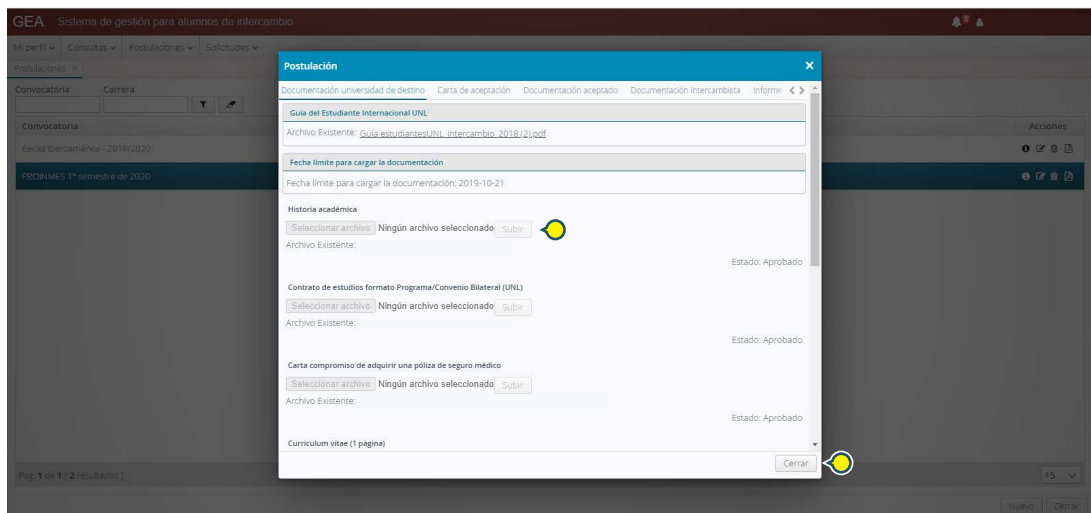 GEA Sistema de gestión para alumnos de intercambio
Mi perfil Consultas Postulaciones Solicitudes
Postulaciones ×
Convocatoria Carrera
Convocatoria Acciones
Becas Iberoamérica - 2019/2020
PROINMES 1° semestre de 2020
Postulación ×
Documentación universidad de destino Carta de aceptación Documentación aceptado Documentación intercambista Informe
Guía del Estudiante Internacional UNL
Archivo Existente: Guía estudiantesUNL_intercambio_2018 (2).pdf
Fecha límite para cargar la documentación
Fecha límite para cargar la documentación: 2019-10-21
Historia académica
Seleccionar archivo Ningún archivo seleccionado Subir
Archivo Existente:
Estado: Aprobado
Contrato de estudios formato Programa/Convenio Bilateral (UNL)
Seleccionar archivo Ningún archivo seleccionado Subir
Archivo Existente:
Estado: Aprobado
Carta compromiso de adquirir una póliza de seguro médico
Seleccionar archivo Ningún archivo seleccionado Subir
Archivo Existente:
Estado: Aprobado
Curriculum vitae (1 página)
Cerrar
Pág. 1 de 1 [ 2 resultados ] 15
Nuevo Cerrar